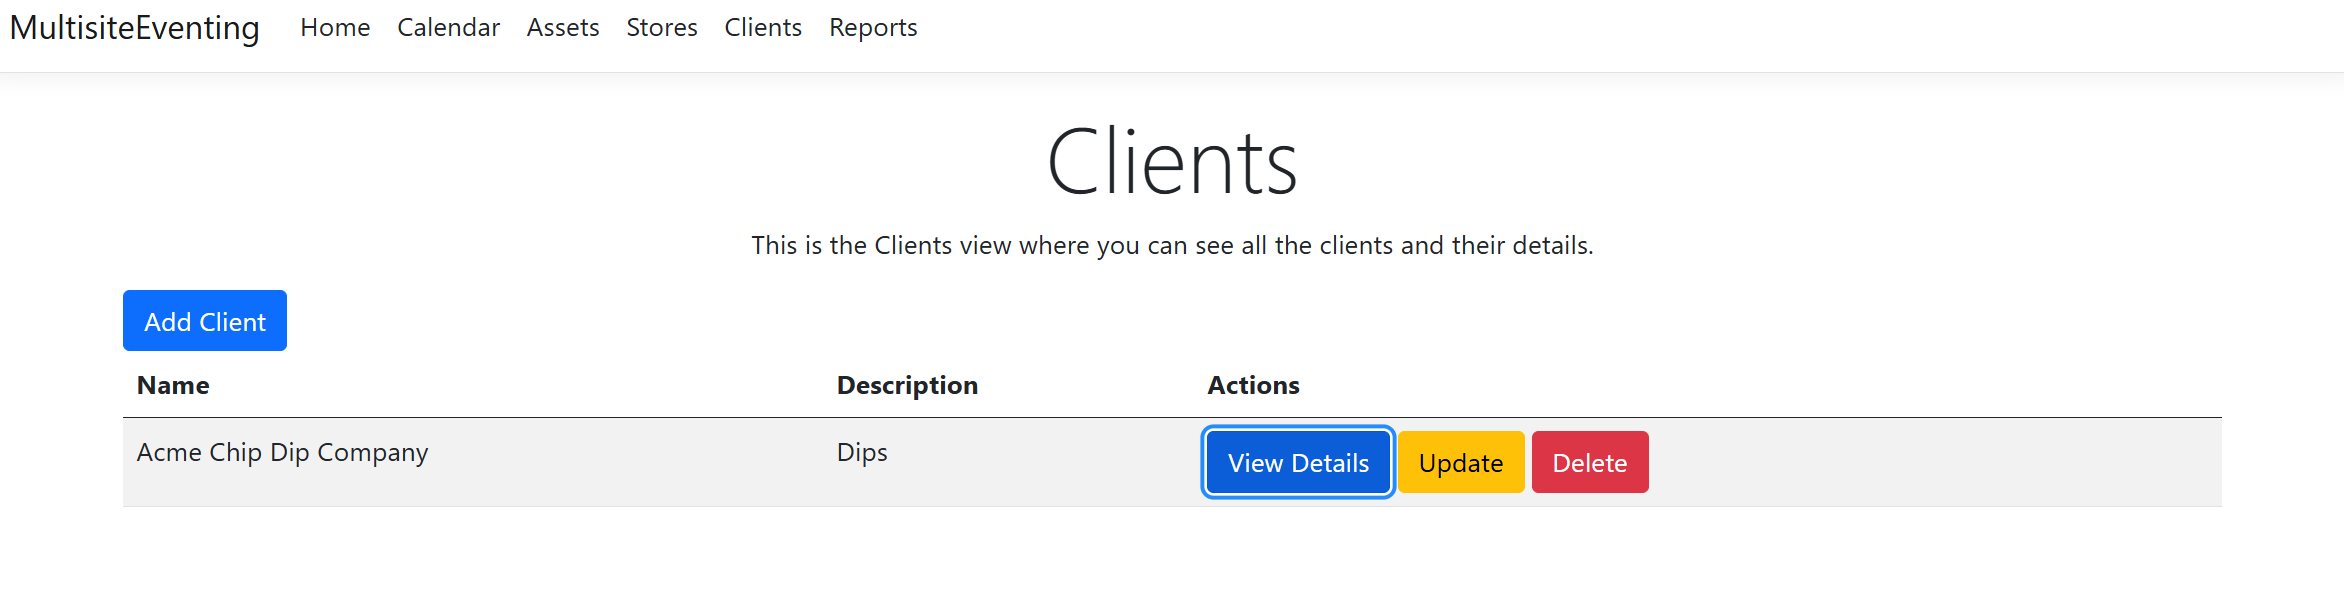 MultisiteEventing Home Calendar Assets Stores Clients Reports
Clients
This is the Clients view where you can see all the clients and their details.
Add Client
Name Description Actions
Acme Chip Dip Company Dips View Details Update Delete